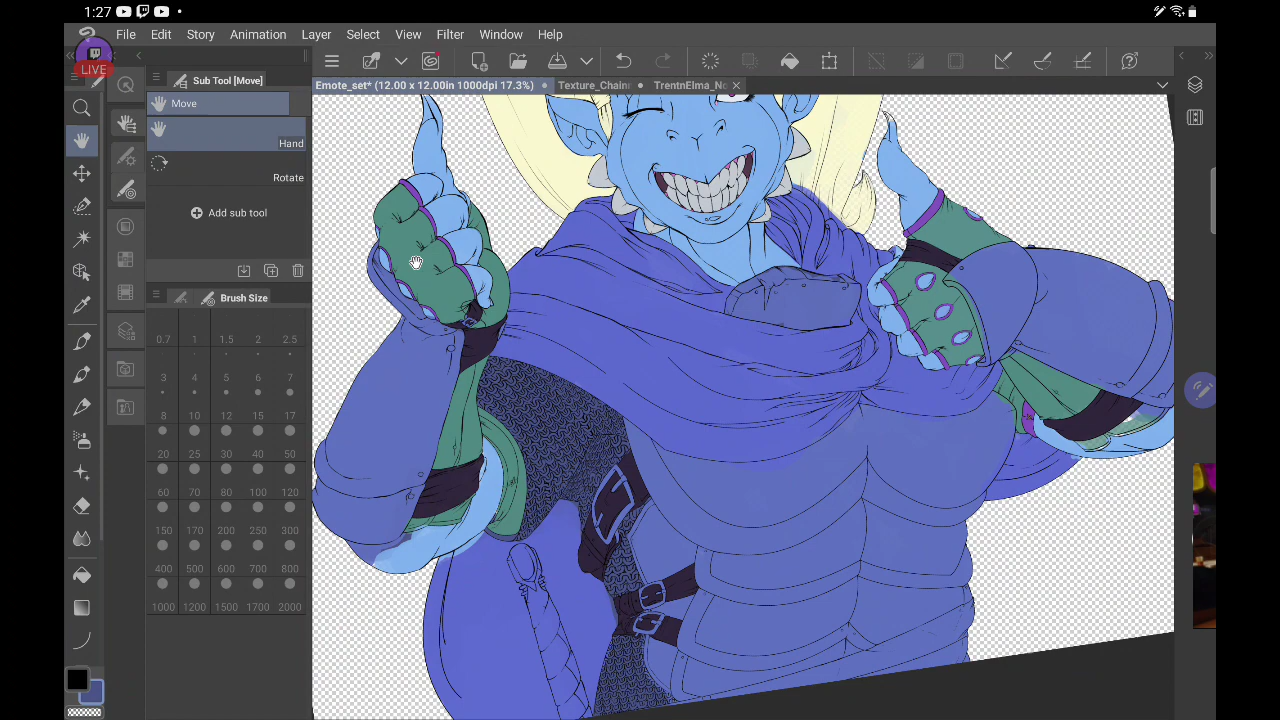 1:27
LIVE
File Edit Story Animation Layer Select View Filter Window Help
Sub Tool [Move]
Emote_set* (12.00 x 12.00in 1000dpi 17.3%) Texture_Chainm TrentnElma_No
Move
Hand
Rotate
Add sub tool
Brush Size
0.7 1 1.5 2 2.5
3 4 5 6 7
8 10 12 15 17
20 25 30 40 50
60 70 80 100 120
150 170 200 250 300
400 500 600 700 800
1000 1200 1500 1700 2000